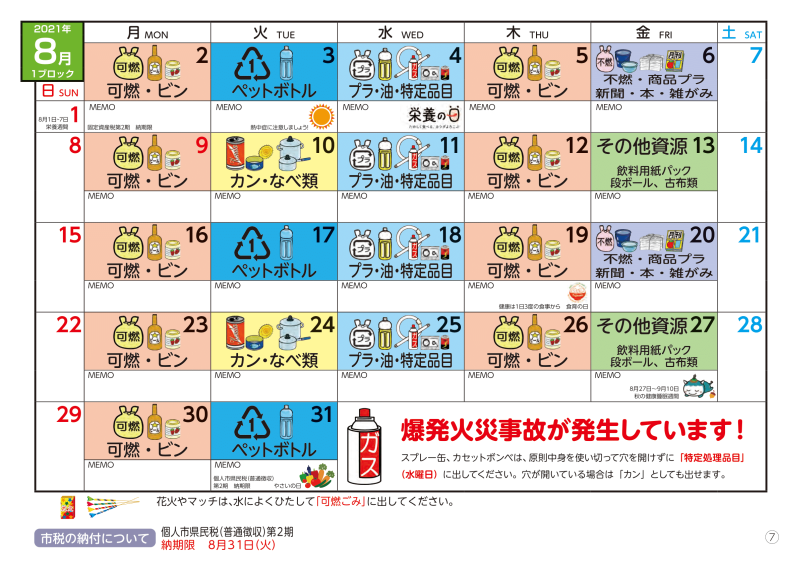 2021年
8月
1ブロック
月 MON
火 TUE
水 WED
木 THU
金 FRI
土 SAT
日 SUN
可燃 2
可燃・ビン
1 3
ペットボトル
プラ ガス 4
プラ・油・特定品目
可燃 5
可燃・ビン
不燃 月刊 6
不燃・商品プラ
新聞・本・雑がみ
7
8月1日~7日
栄養週間
1
MEMO
固定資産税第2期 納期限
MEMO
熱中症に注意しましょう!
MEMO
栄養の日
MEMO
MEMO
8
可燃 9
可燃・ビン
10
カン・なべ類
プラ ガス 11
プラ・油・特定品目
可燃 12
可燃・ビン
その他資源 13
飲料用紙パック
段ボール、古布類
14
MEMO
MEMO
MEMO
MEMO
MEMO
15
可燃 16
可燃・ビン
1 17
ペットボトル
プラ ガス 18
プラ・油・特定品目
可燃 19
可燃・ビン
不燃 月刊 20
不燃・商品プラ
新聞・本・雑がみ
21
MEMO
MEMO
MEMO
MEMO
健康は1日3度の食事から 食育の日
MEMO
22
可燃 23
可燃・ビン
24
カン・なべ類
プラ ガス 25
プラ・油・特定品目
可燃 26
可燃・ビン
その他資源 27
飲料用紙パック
段ボール、古布類
28
MEMO
MEMO
MEMO
MEMO
MEMO
8月27日~9月10日
秋の健康睡眠週間
29
可燃 30
可燃・ビン
1 31
ペットボトル
MEMO
MEMO
個人市県民税(普通徴収)
第2期 納期限 やさいの日
ガス
爆発火災事故が発生しています!
スプレー缶、カセットボンベは、原則中身を使い切って穴を開けずに「特定処理品目」
(水曜日)に出してください。穴が開いている場合は「カン」としても出せます。
花火やマッチは、水によくひたして「可燃ごみ」に出してください。
市税の納付について
個人市県民税(普通徴収)第2期
納期限 8月31日(火)
⑦